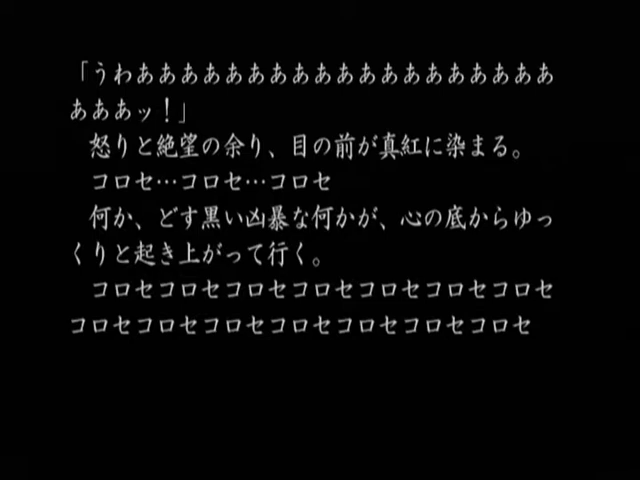 「うわあああああああああああああああああああ
あああッ！」
　怒りと絶望の余り、目の前が真紅に染まる。
　コロセ…コロセ…コロセ
　何か、どす黒い凶暴な何かが、心の底からゆっ
くりと起き上がって行く。
　コロセコロセコロセコロセコロセコロセコロセ
コロセコロセコロセコロセコロセコロセコロセ